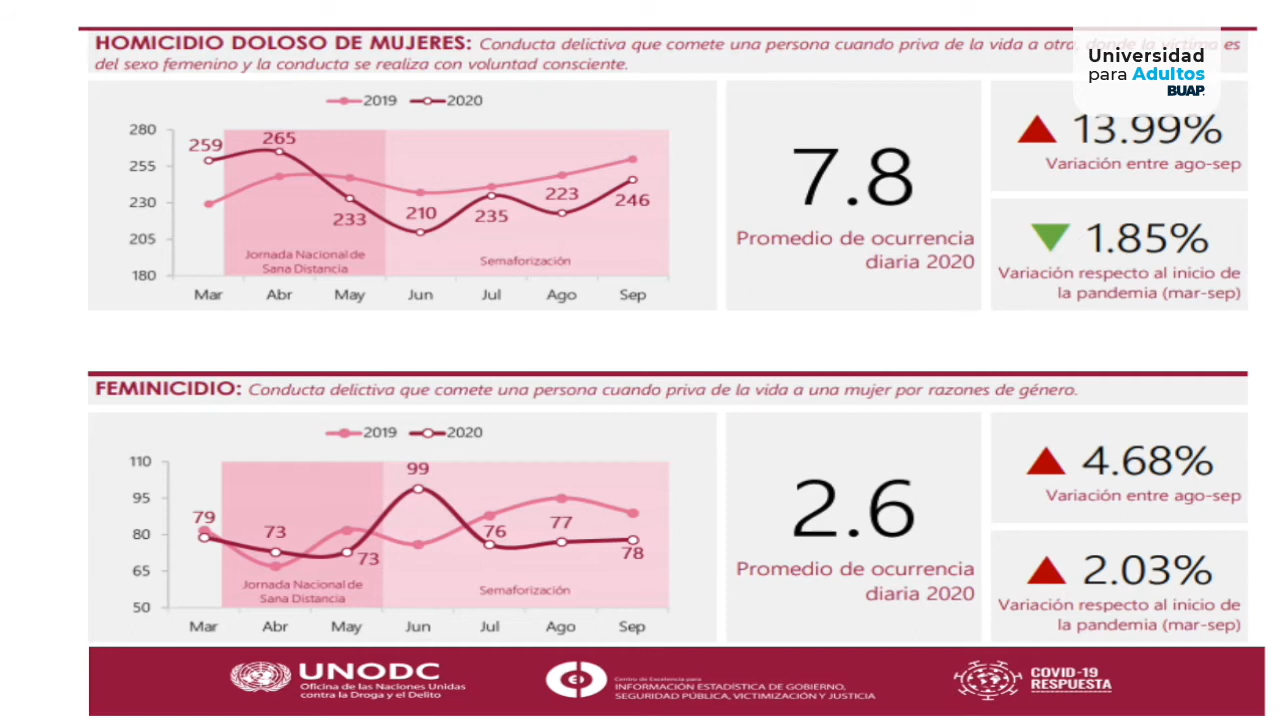 HOMICIDIO DOLOSO DE MUJERES: Conducta delictiva que comete una persona cuando priva de la vida a otra, donde la víctima es
del sexo femenino y la conducta se realiza con voluntad consciente.
Universidad
para Adultos
BUAP
2019 2020
280
255
230
205
180
259
265
233
210
235
223
246
Jornada Nacional de
Sana Distancia
Semaforización
Mar Abr May Jun Jul Ago Sep
7.8
Promedio de ocurrencia
diaria 2020
13.99%
Variación entre ago-sep
1.85%
Variación respecto al inicio de
la pandemia (mar-sep)
FEMINICIDIO: Conducta delictiva que comete una persona cuando priva de la vida a una mujer por razones de género.
2019 2020
110
95
80
65
50
79
73
73
99
76
77
78
Jornada Nacional de
Sana Distancia
Semaforización
Mar Abr May Jun Jul Ago Sep
2.6
Promedio de ocurrencia
diaria 2020
4.68%
Variación entre ago-sep
2.03%
Variación respecto al inicio de
la pandemia (mar-sep)
UNODC
Oficina de las Naciones Unidas
contra la Droga y el Delito
Centro de Excelencia para
INFORMACIÓN ESTADÍSTICA DE GOBIERNO,
SEGURIDAD PÚBLICA, VICTIMIZACIÓN Y JUSTICIA
COVID-19
RESPUESTA